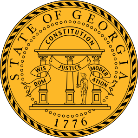 STATE OF GEORGIA
CONSTITUTION
JUSTICE
1776